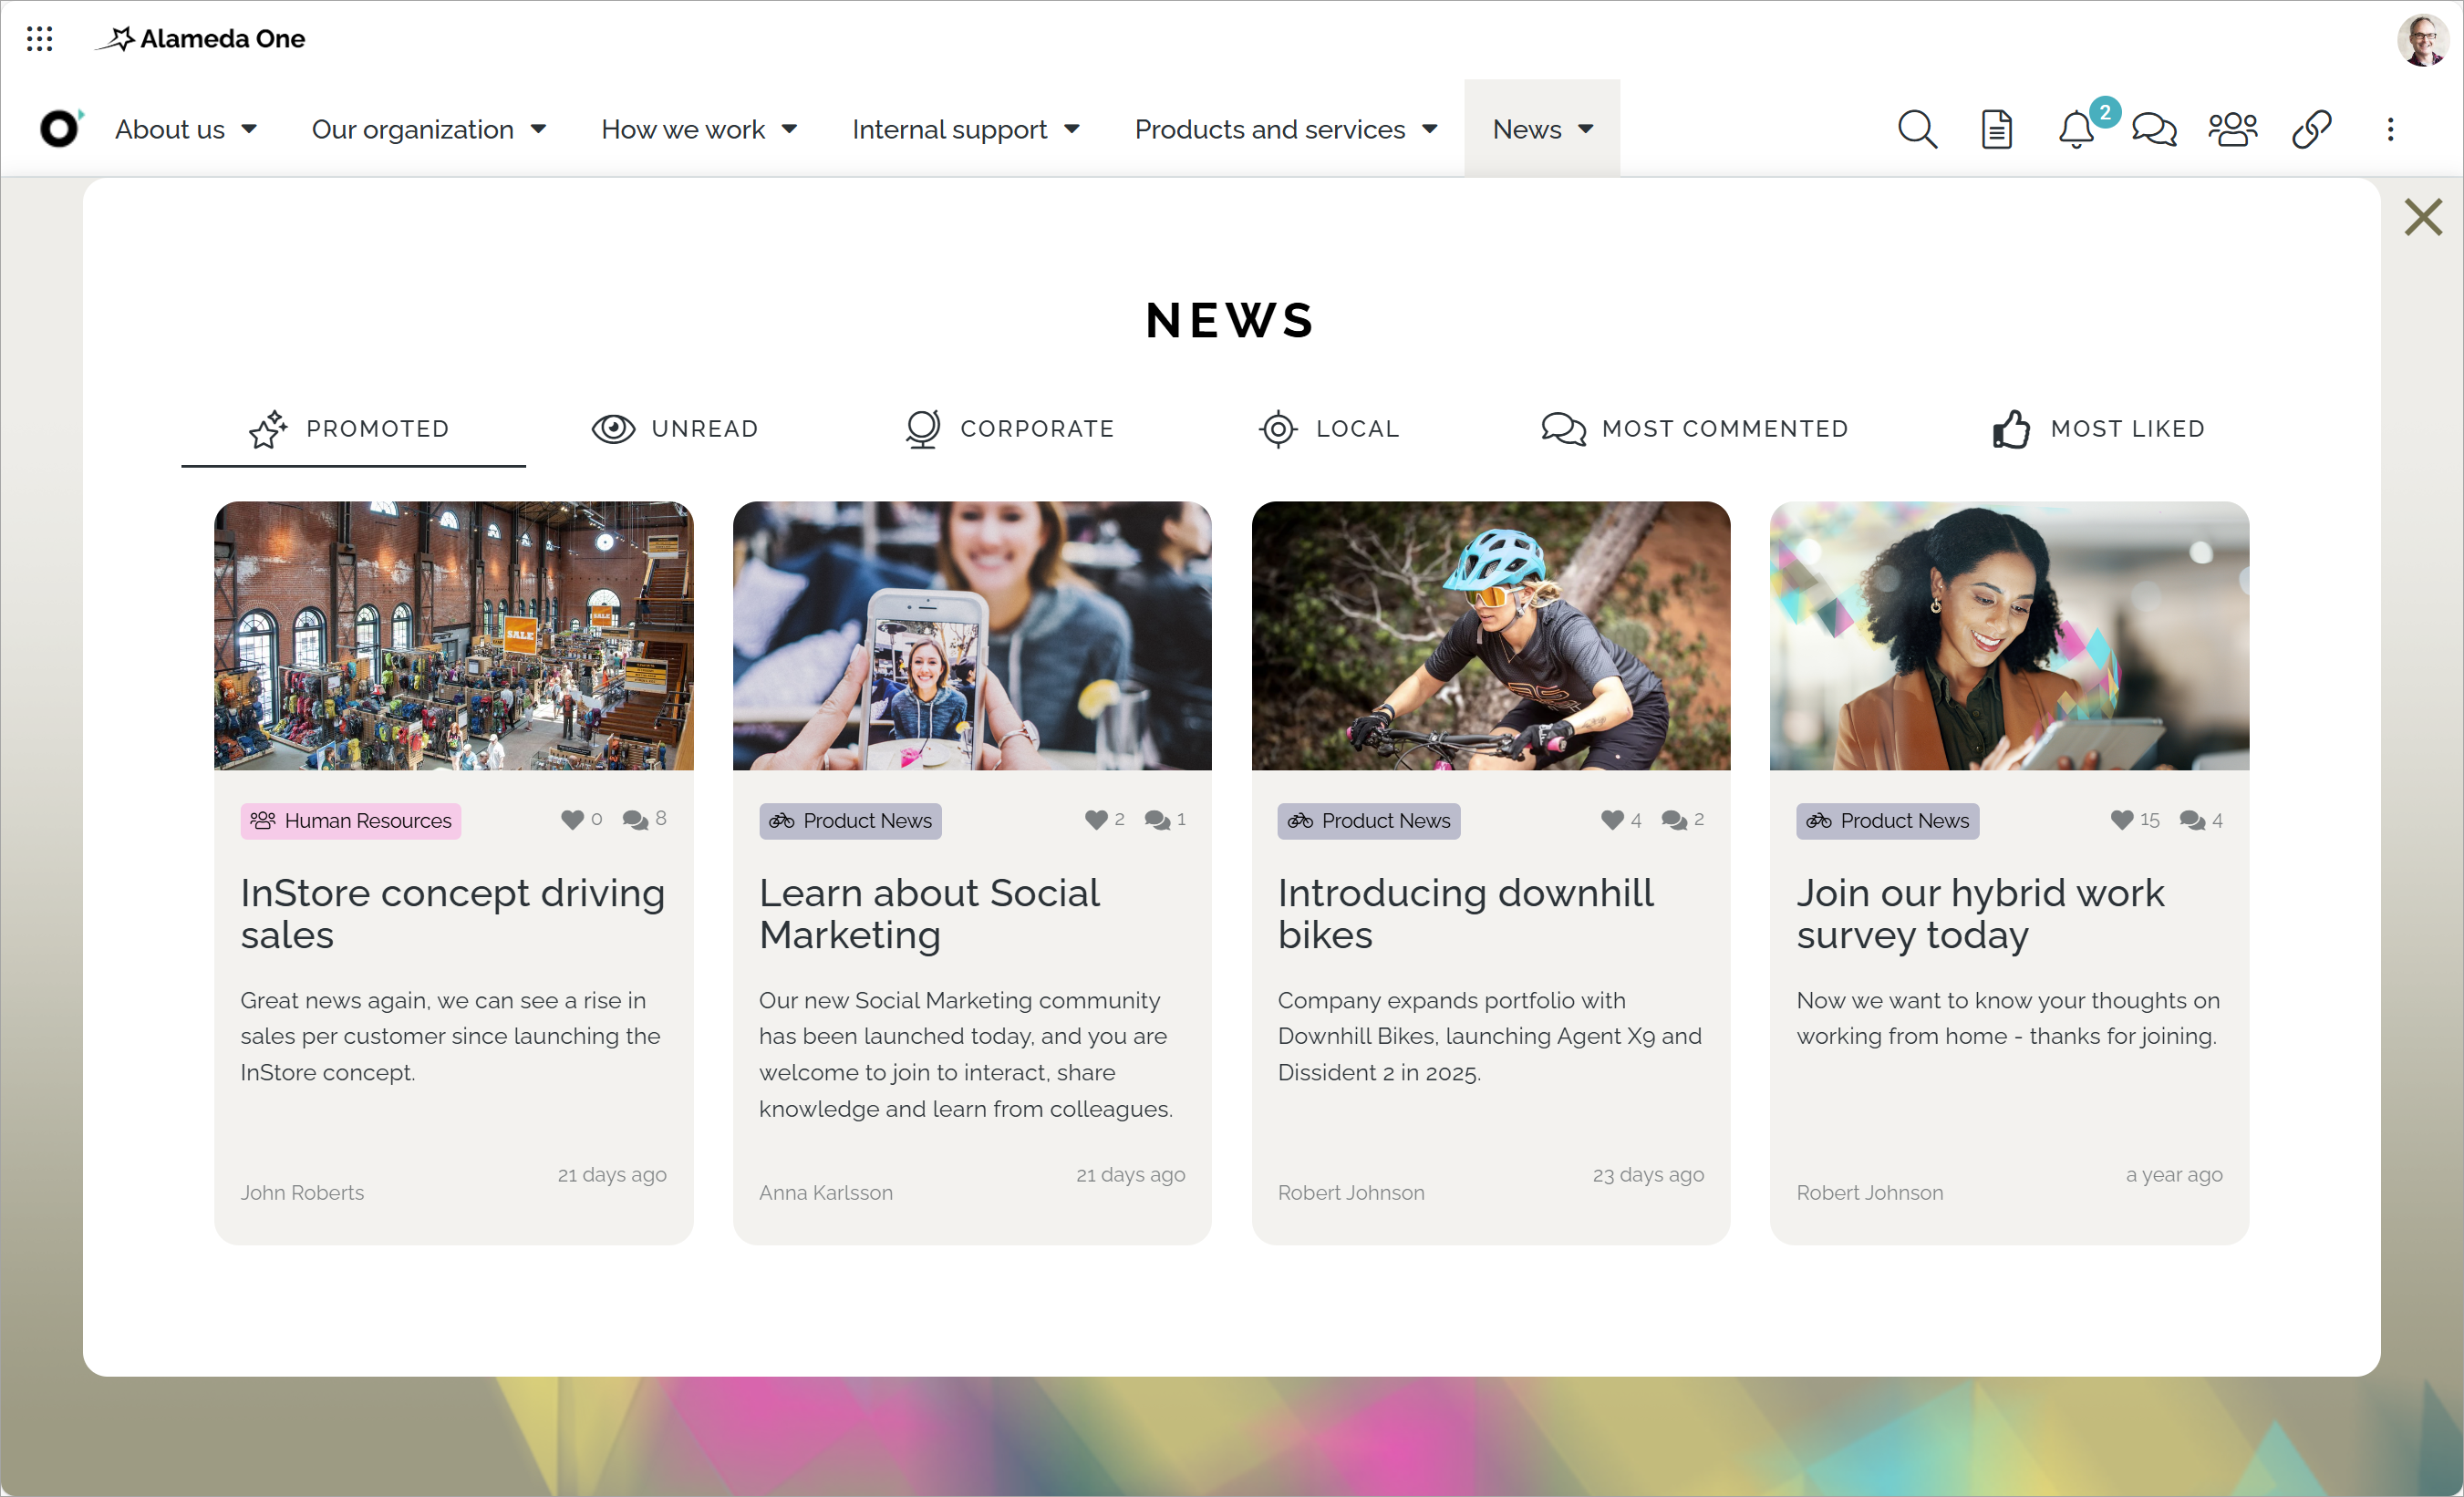 Alameda One
About us
Our organization
How we work
Internal support
Products and services
News
2
NEWS
PROMOTED
UNREAD
CORPORATE
LOCAL
MOST COMMENTED
MOST LIKED
SALE
SALE
Human Resources
0
8
InStore concept driving
sales
Great news again, we can see a rise in
sales per customer since launching the
InStore concept.
John Roberts
21 days ago
Product News
2
1
Learn about Social
Marketing
Our new Social Marketing community
has been launched today, and you are
welcome to join to interact, share
knowledge and learn from colleagues.
Anna Karlsson
21 days ago
Product News
4
2
Introducing downhill
bikes
Company expands portfolio with
Downhill Bikes, launching Agent X9 and
Dissident 2 in 2025.
Robert Johnson
23 days ago
Product News
15
4
Join our hybrid work
survey today
Now we want to know your thoughts on
working from home - thanks for joining.
Robert Johnson
a year ago